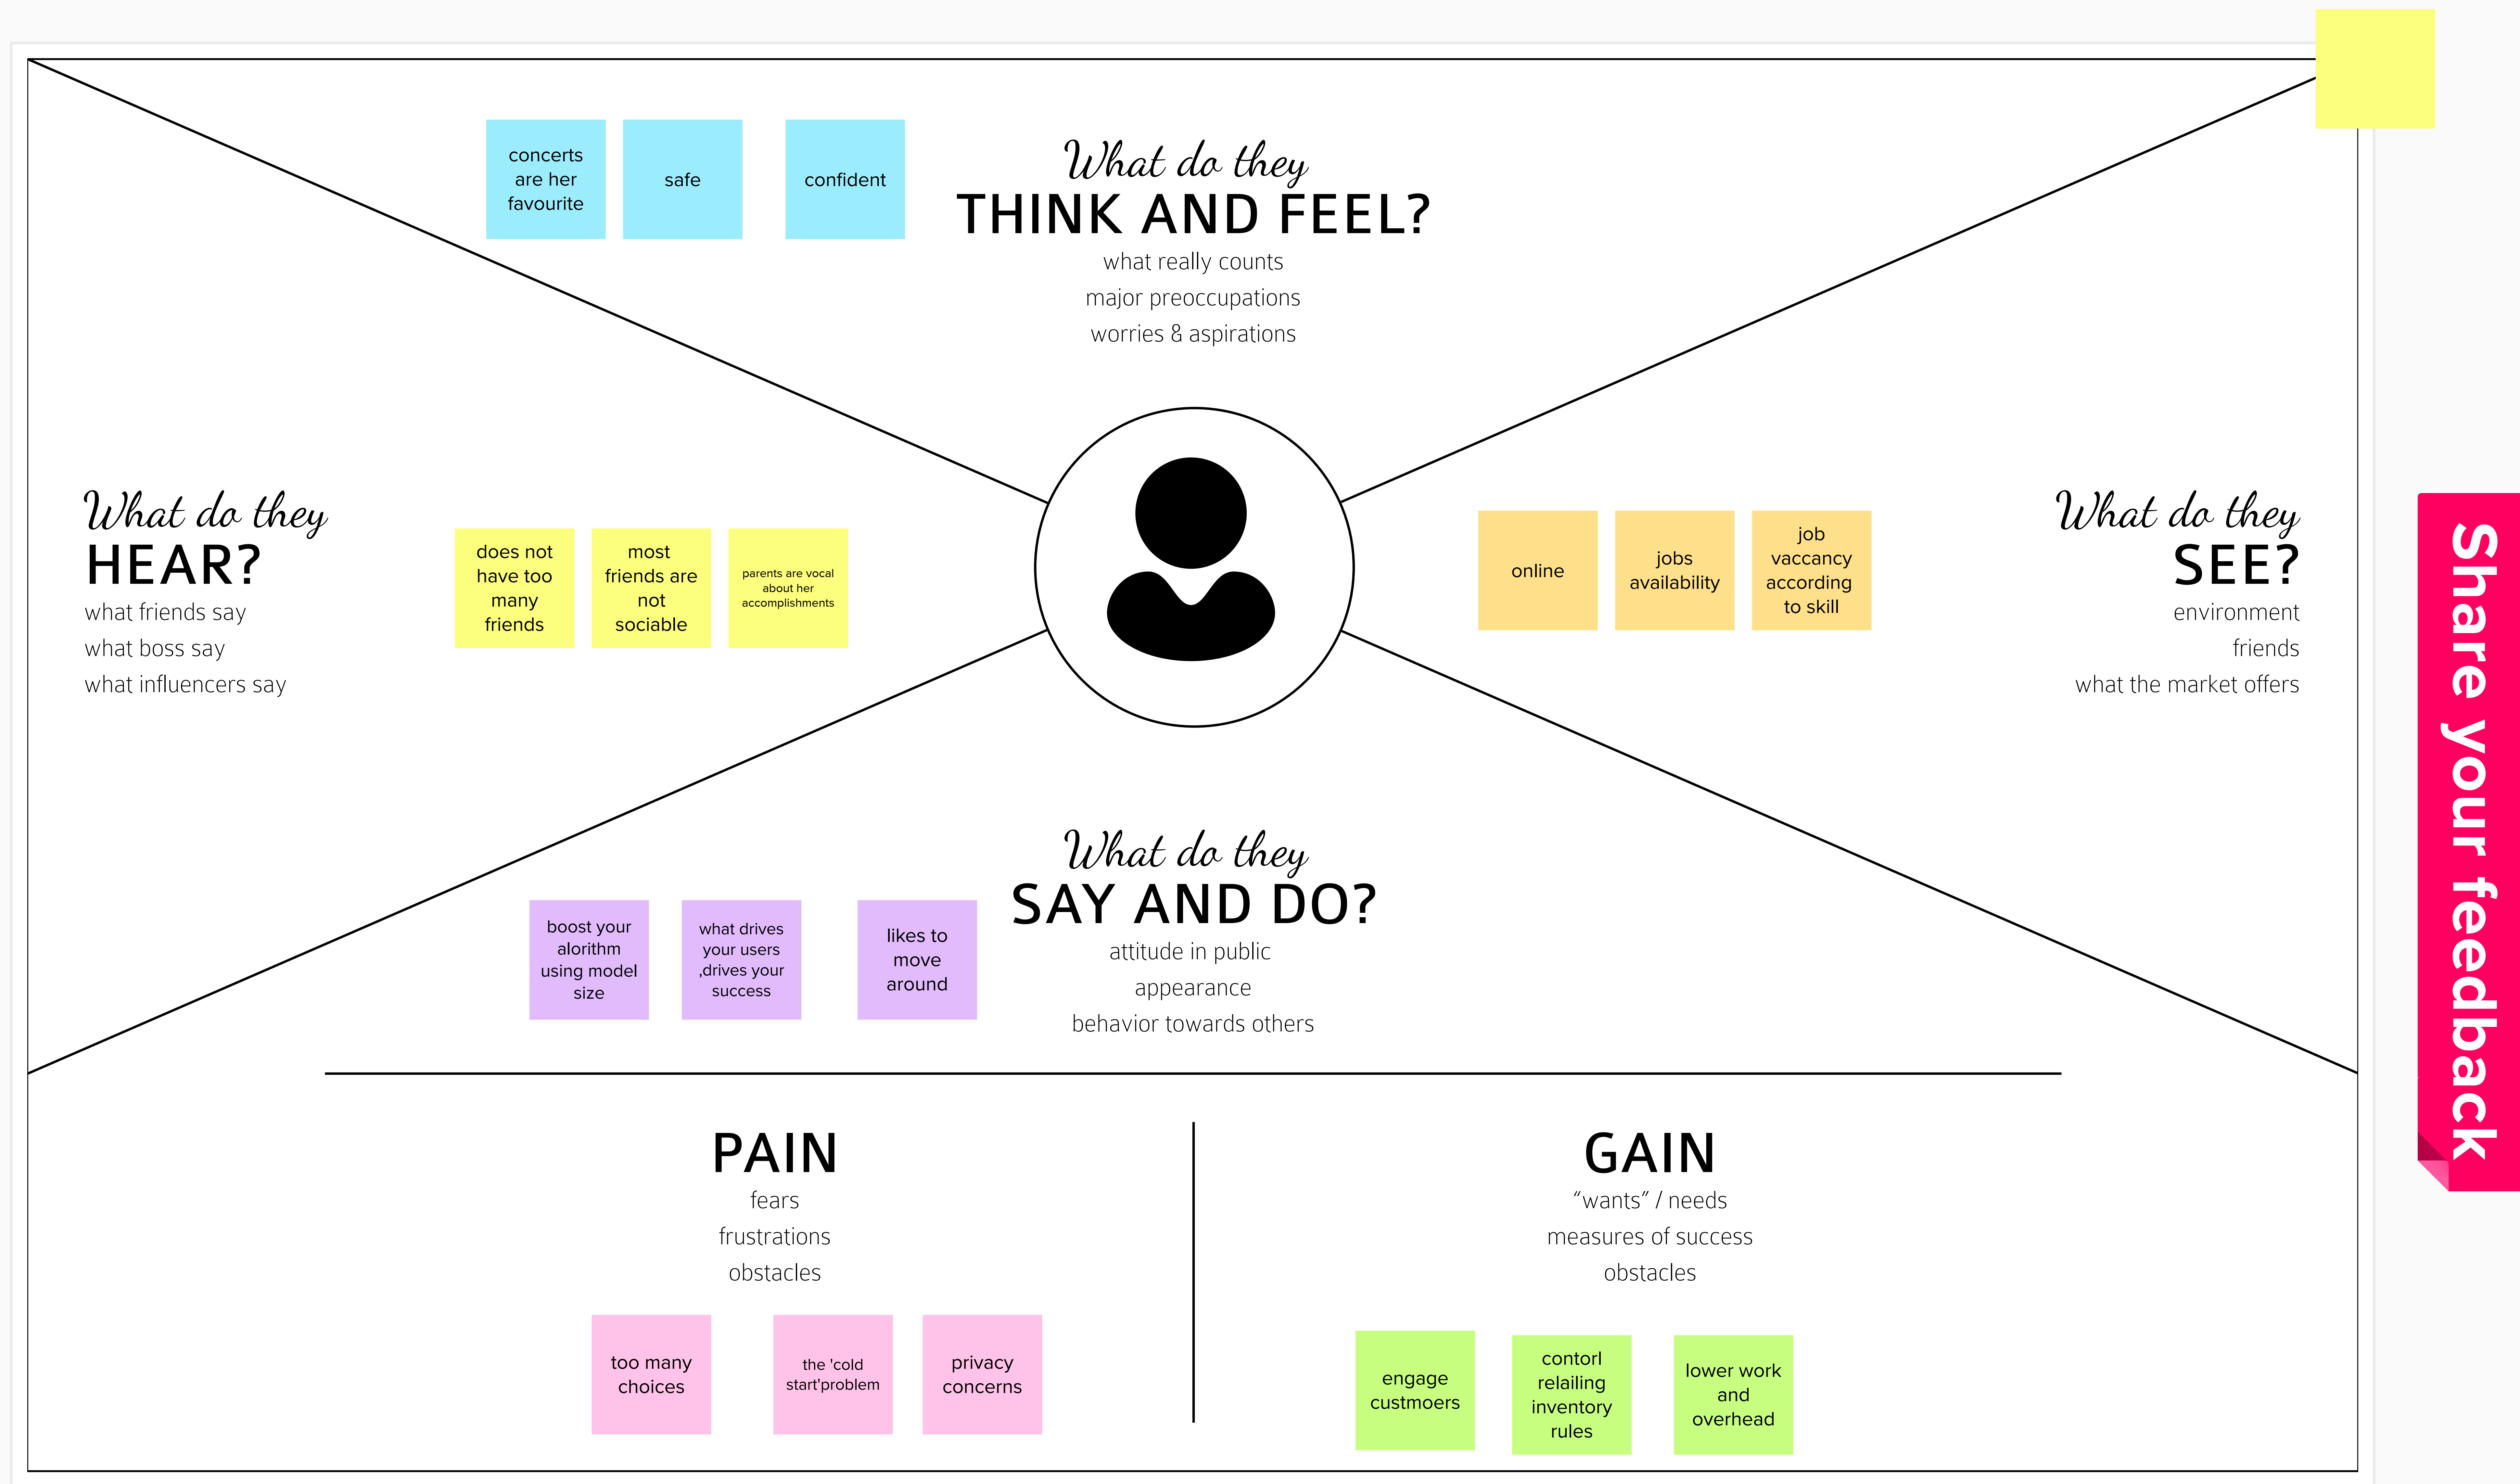 concerts
are her
favourite
safe
confident
What do they
THINK AND FEEL?
what really counts
major preoccupations
worries & aspirations
What do they
HEAR?
what friends say
what boss say
what influencers say
does not
have too
many
friends
most
friends are
not
sociable
parents are vocal
about her
accomplishments
online
jobs
availability
job
vaccancy
according
to skill
What do they
SEE?
environment
friends
what the market offers
What do they
SAY AND DO?
attitude in public
appearance
behavior towards others
boost your
alorithm
using model
size
what drives
your users
,drives your
success
likes to
move
around
PAIN
fears
frustrations
obstacles
too many
choices
the 'cold
start'problem
privacy
concerns
GAIN
“wants” / needs
measures of success
obstacles
engage
custmoers
contorl
relailing
inventory
rules
lower work
and
overhead
Share your feedback